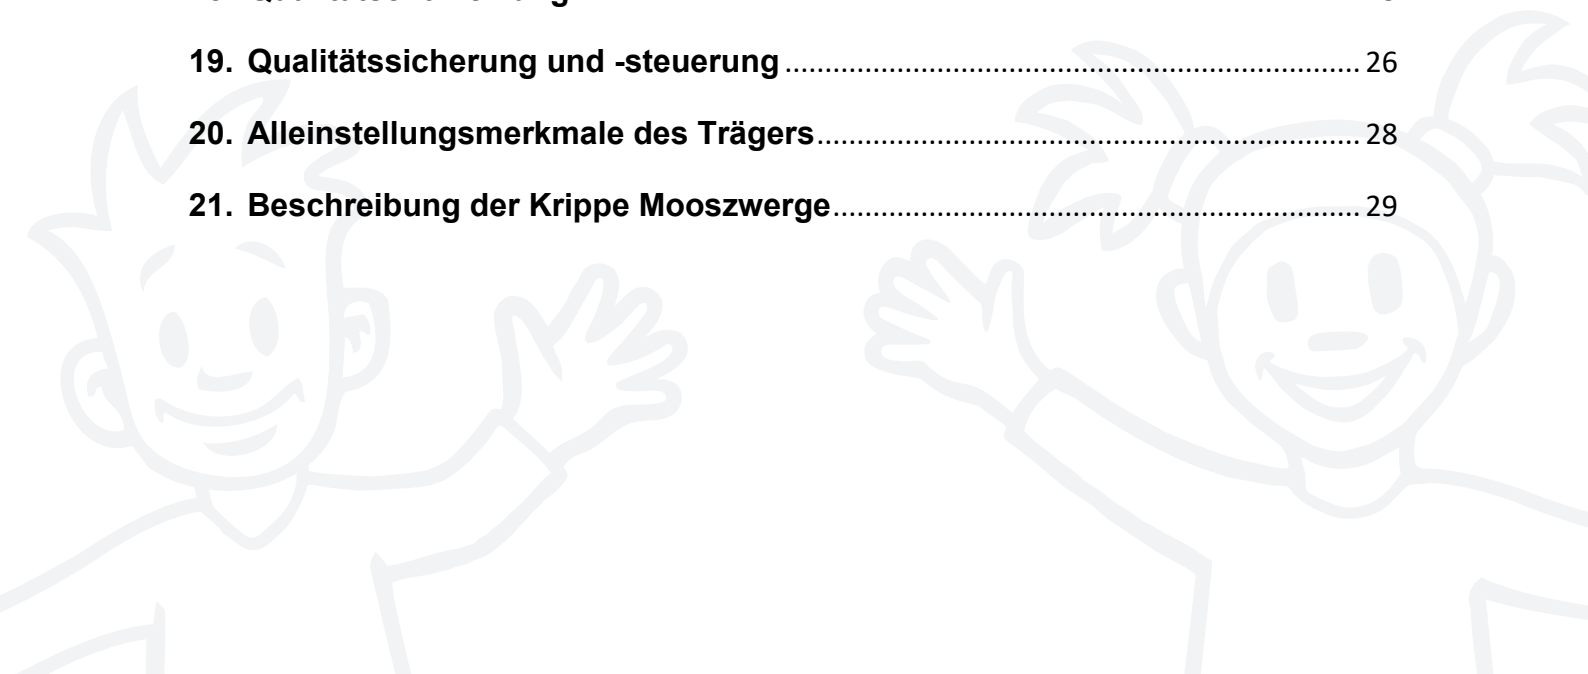 19. Qualitätssicherung und -steuerung 26
20. Alleinstellungsmerkmale des Trägers 28
21. Beschreibung der Krippe Mooszwerge 29